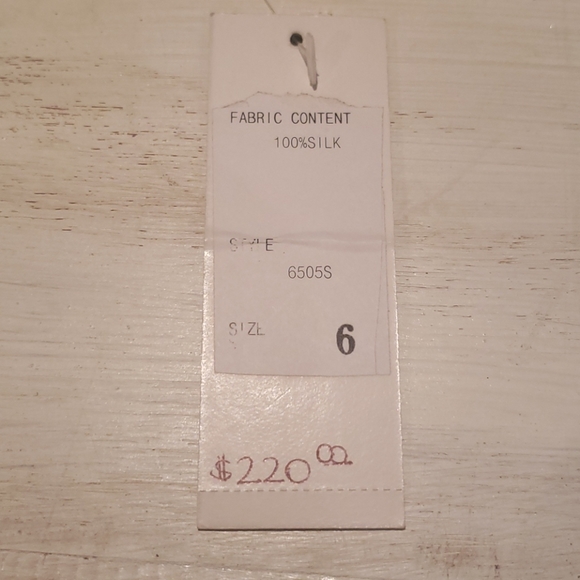 FABRIC CONTENT
100%SILK
STYLE
6505S
SIZE
6
$220.00